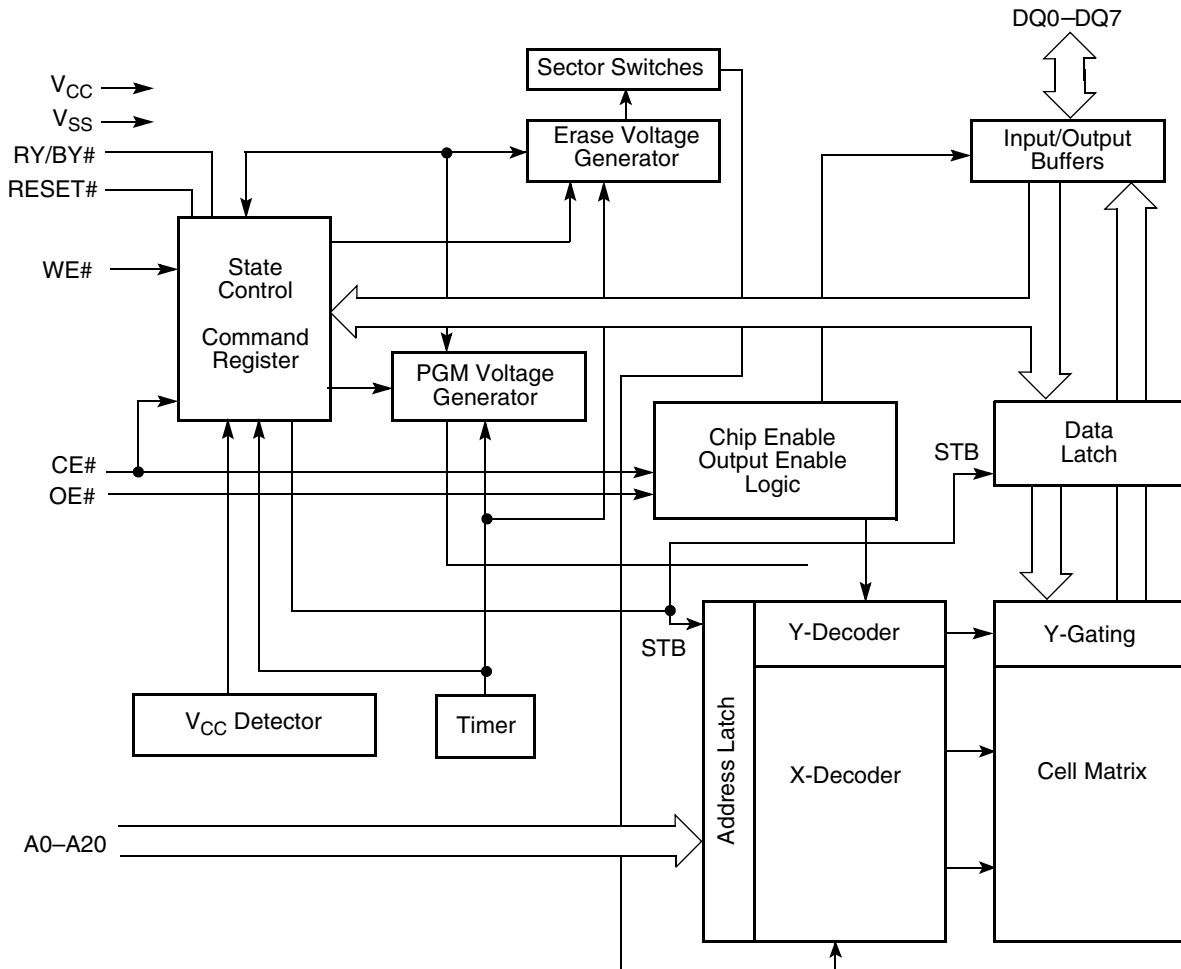 DQ0–DQ7
Sector Switches
VCC
VSS
RY/BY#
RESET#
Erase Voltage
Generator
Input/Output
Buffers
WE#
State
Control
Command
Register
PGM Voltage
Generator
Chip Enable
Output Enable
Logic
STB
Data
Latch
CE#
OE#
STB
Y-Decoder
Y-Gating
VCC Detector
Timer
Address Latch
X-Decoder
Cell Matrix
A0–A20